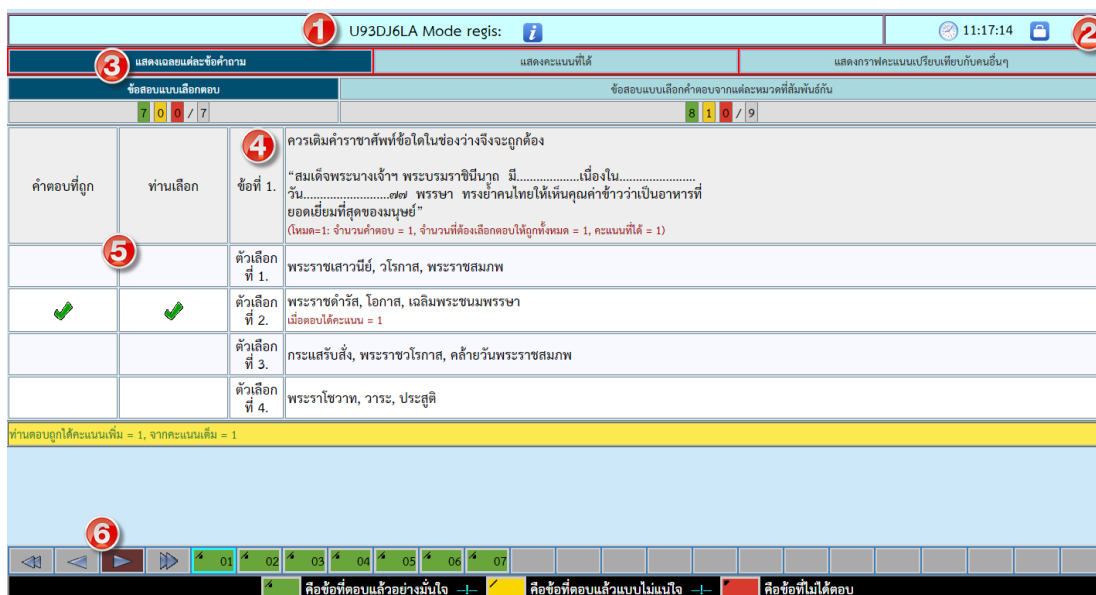 1 U93DJ6LA Mode regis: i 11:17:14 2
3 แสดงเฉลยแต่ละข้อคำถาม แสดงคะแนนที่ได้ แสดงกราฟคะแนนเปรียบเทียบกับคนอื่นๆ
ข้อสอบแบบเลือกตอบ ข้อสอบแบบเลือกคำตอบจากแต่ละหมวดที่สัมพันธ์กัน
7 0 0 / 7 8 1 0 / 9
คำตอบที่ถูก ท่านเลือก 4 ข้อที่ 1.
ควรเติมคำราชาศัพท์ข้อใดในช่องว่างจึงจะถูกต้อง
“สมเด็จพระนางเจ้าฯ พระบรมราชินีนาถ มี...................เนื่องใน.......................
วัน..........................๗๗ พรรษา ทรงย้ำคนไทยให้เห็นคุณค่าข้าวว่าเป็นอาหารที่
ยอดเยี่ยมที่สุดของมนุษย์”
(โหมด=1: จำนวนคำตอบ = 1, จำนวนที่ต้องเลือกตอบให้ถูกทั้งหมด = 1, คะแนนที่ได้ = 1)
5
ตัวเลือก
ที่ 1.
พระราชเสาวนีย์, วโรกาส, พระราชสมภพ
ตัวเลือก
ที่ 2.
พระราชดำรัส, โอกาส, เฉลิมพระชนมพรรษา
เมื่อตอบได้คะแนน = 1
ตัวเลือก
ที่ 3.
กระแสรับสั่ง, พระราชวโรกาส, คล้ายวันพระราชสมภพ
ตัวเลือก
ที่ 4.
พระราโชวาท, วาระ, ประสูติ
ท่านตอบถูกได้คะแนนเพิ่ม = 1, จากคะแนนเต็ม = 1
6
01 02 03 04 05 06 07
คือข้อที่ตอบแล้วอย่างมั่นใจ --!-- คือข้อที่ตอบแล้วแบบไม่แน่ใจ --!-- คือข้อที่ไม่ได้ตอบ